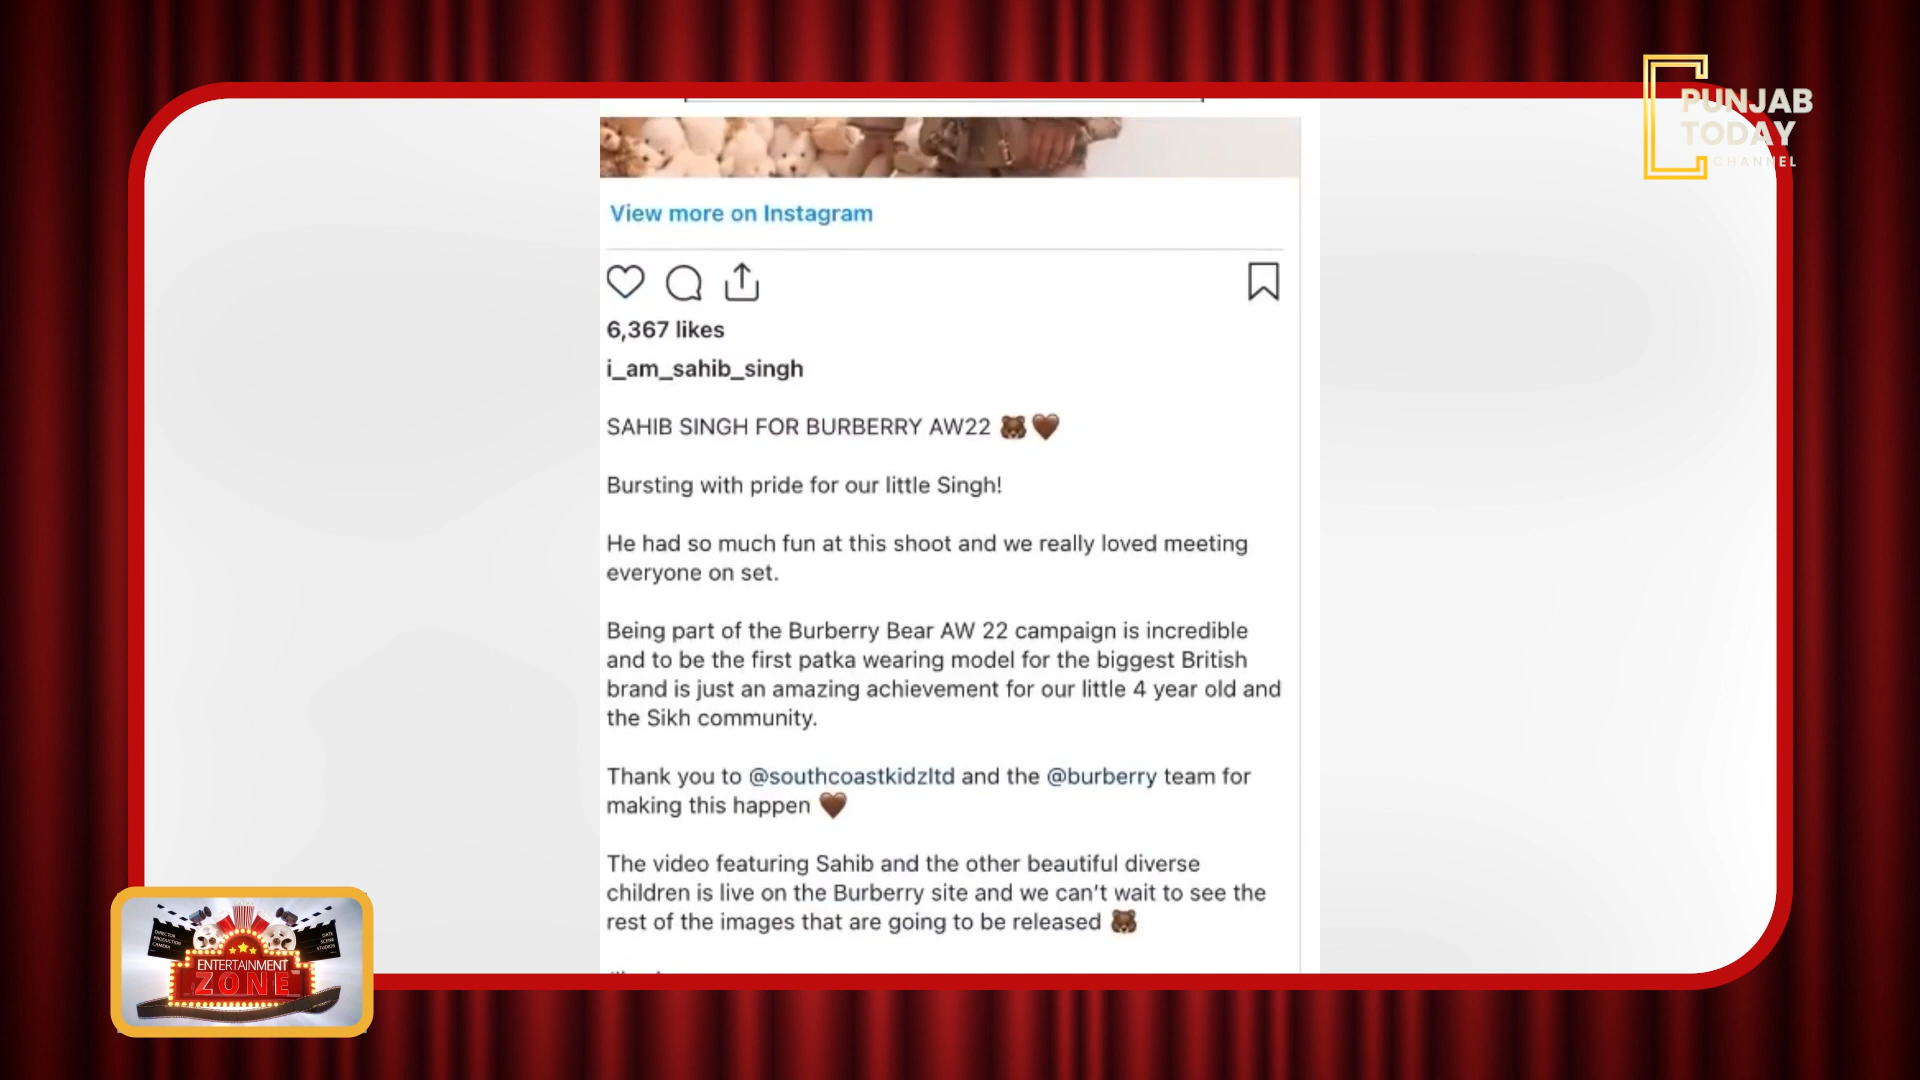 PUNJAB
TODAY
CHANNEL
View more on Instagram
6,367 likes
i_am_sahib_singh
SAHIB SINGH FOR BURBERRY AW22 🐻🤎
Bursting with pride for our little Singh!
He had so much fun at this shoot and we really loved meeting
everyone on set.
Being part of the Burberry Bear AW 22 campaign is incredible
and to be the first patka wearing model for the biggest British
brand is just an amazing achievement for our little 4 year old and
the Sikh community.
Thank you to @southcoastkidzltd and the @burberry team for
making this happen 🤎
The video featuring Sahib and the other beautiful diverse
children is live on the Burberry site and we can't wait to see the
rest of the images that are going to be released 🐻
DIRECTOR
PRODUCTION
CAMERA
DATE
SCENE
STUDIOS
ENTERTAINMENT
ZONE